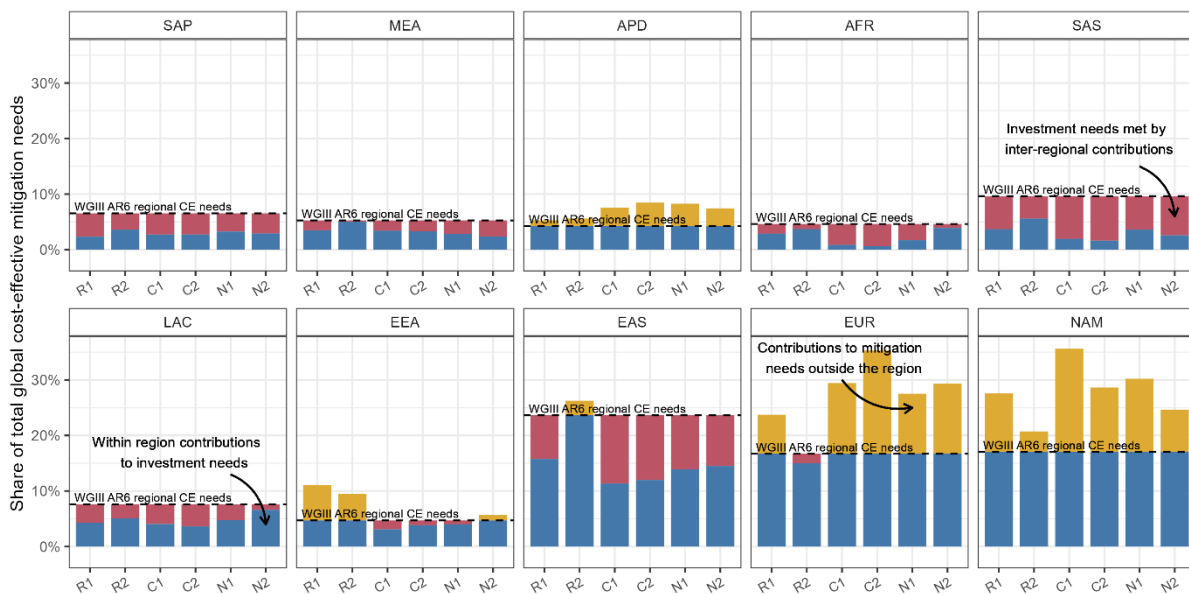 Share of total global cost-effective mitigation needs
SAP
MEA
APD
AFR
SAS
30%
20%
10%
0%
WGIII AR6 regional CE needs
WGIII AR6 regional CE needs
WGIII AR6 regional CE needs
WGIII AR6 regional CE needs
Investment needs met by
inter-regional contributions
WGIII AR6 regional CE needs
R1 R2 C1 C2 N1 N2
R1 R2 C1 C2 N1 N2
R1 R2 C1 C2 N1 N2
R1 R2 C1 C2 N1 N2
R1 R2 C1 C2 N1 N2
LAC
EEA
EAS
EUR
NAM
30%
20%
10%
0%
Within region contributions
to investment needs
WGIII AR6 regional CE needs
WGIII AR6 regional CE needs
WGIII AR6 regional CE needs
Contributions to mitigation
needs outside the region
WGIII AR6 regional CE needs
WGIII AR6 regional CE needs
R1 R2 C1 C2 N1 N2
R1 R2 C1 C2 N1 N2
R1 R2 C1 C2 N1 N2
R1 R2 C1 C2 N1 N2
R1 R2 C1 C2 N1 N2